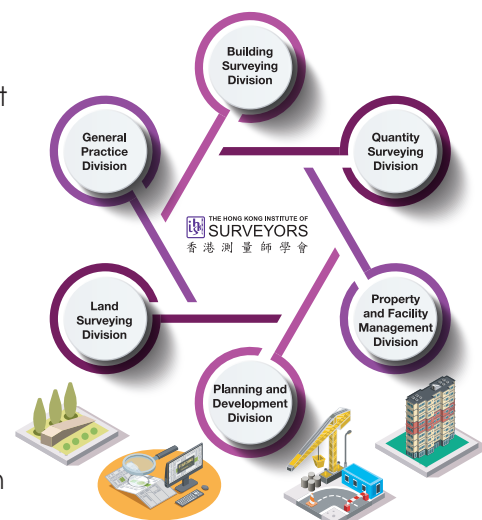 Building
Surveying
Division
t
General
Practice
Division
Quantity
Surveying
Division
THE HONG KONG INSTITUTE OF
SURVEYORS
香港測量師學會
Land
Surveying
Division
Property
and Facility
Management
Division
Planning and
Development
Division
n